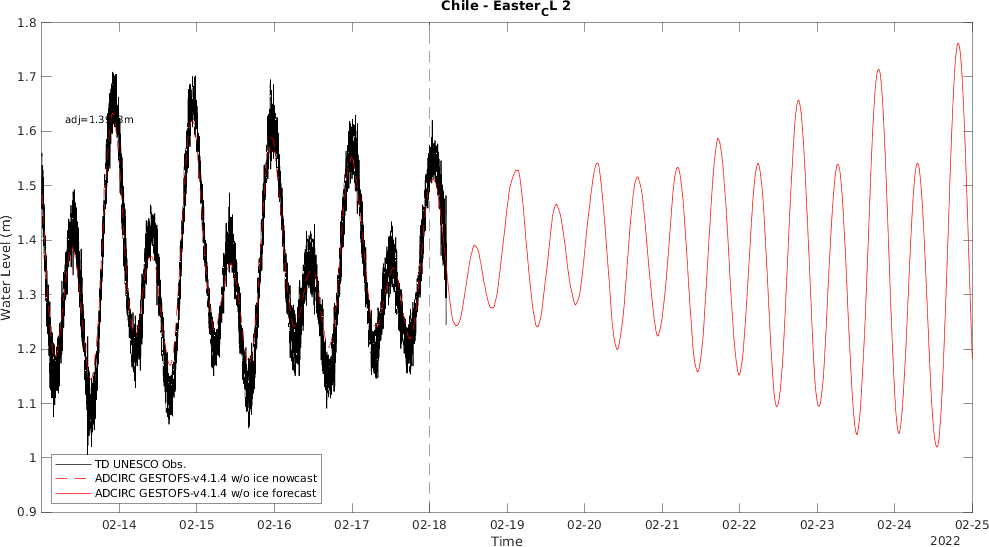 Chile - Easter_CL 2
1.8
1.7
1.6
1.5
1.4
1.3
1.2
1.1
1
0.9
Water Level (m)
TD UNESCO Obs.
ADCIRC GESTOFS-v4.1.4 w/o ice nowcast
ADCIRC GESTOFS-v4.1.4 w/o ice forecast
02-14 02-15 02-16 02-17 02-18 02-19 02-20 02-21 02-22 02-23 02-24 02-25
Time
2022